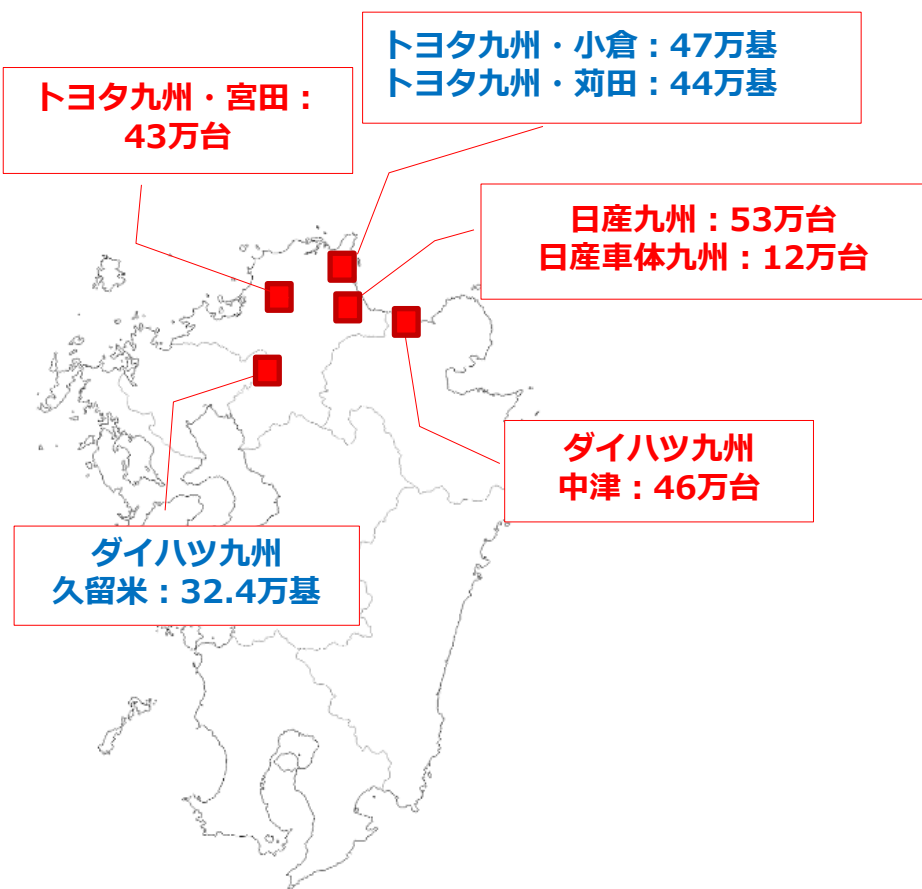 トヨタ九州・小倉：47万基
トヨタ九州・苅田：44万基
トヨタ九州・宮田：
43万台
日産九州：53万台
日産車体九州：12万台
ダイハツ九州
中津：46万台
ダイハツ九州
久留米：32.4万基